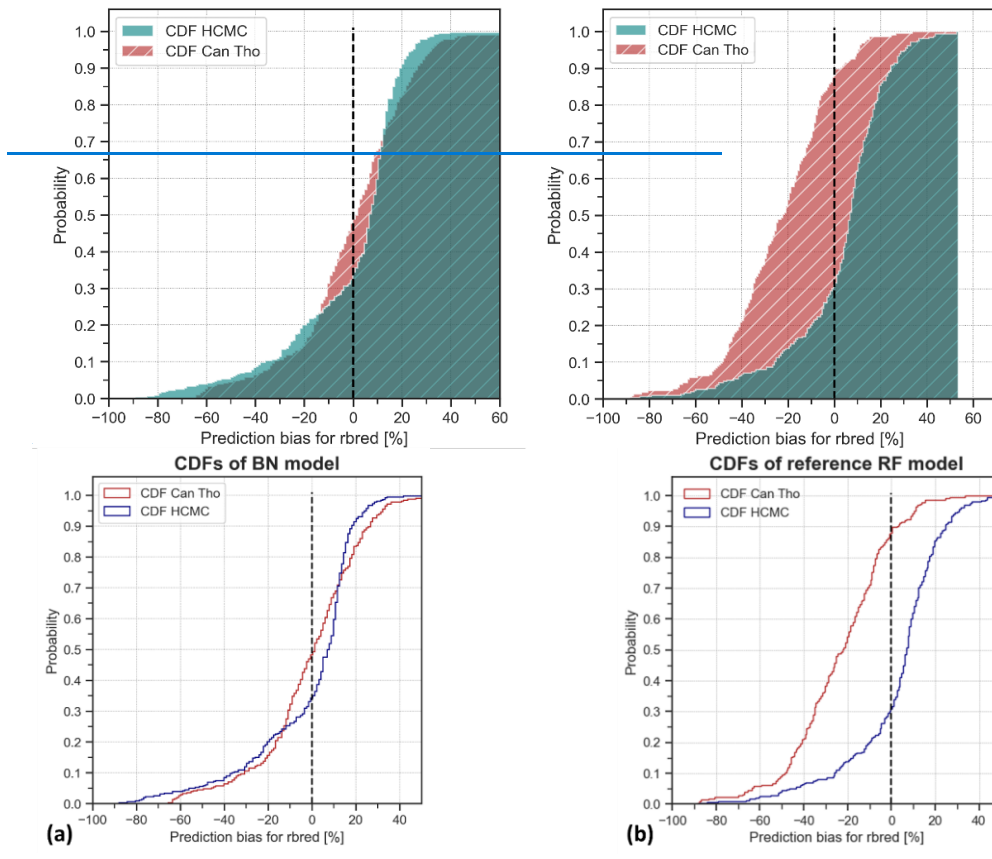 CDF HCMC
CDF Can Tho
Probability
1.0
0.9
0.8
0.7
0.6
0.5
0.4
0.3
0.2
0.1
0.0
−100 −80 −60 −40 −20 0 20 40 60
Prediction bias for rbred [%]
CDF HCMC
CDF Can Tho
Probability
1.0
0.9
0.8
0.7
0.6
0.5
0.4
0.3
0.2
0.1
0.0
−100 −80 −60 −40 −20 0 20 40 60
Prediction bias for rbred [%]
CDFs of BN model
CDF Can Tho
CDF HCMC
Probability
1.0
0.9
0.8
0.7
0.6
0.5
0.4
0.3
0.2
0.1
0.0
−100 −80 −60 −40 −20 0 20 40
(a) Prediction bias for rbred [%]
CDFs of reference RF model
CDF Can Tho
CDF HCMC
Probability
1.0
0.9
0.8
0.7
0.6
0.5
0.4
0.3
0.2
0.1
0.0
−100 −80 −60 −40 −20 0 20 40
(b) Prediction bias for rbred [%]